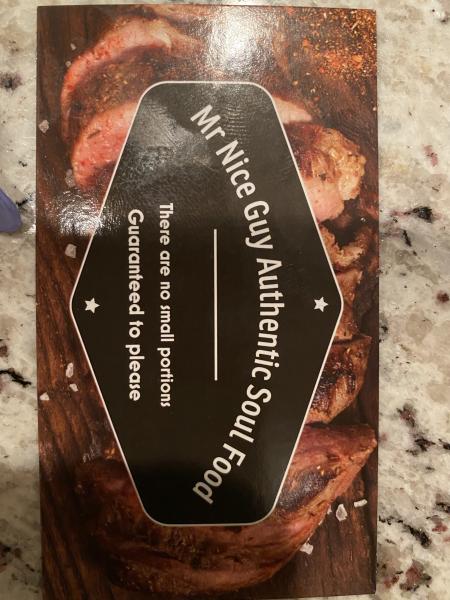 Mr Nice Guy Authentic Soul Food
There are no small portions
Guaranteed to please